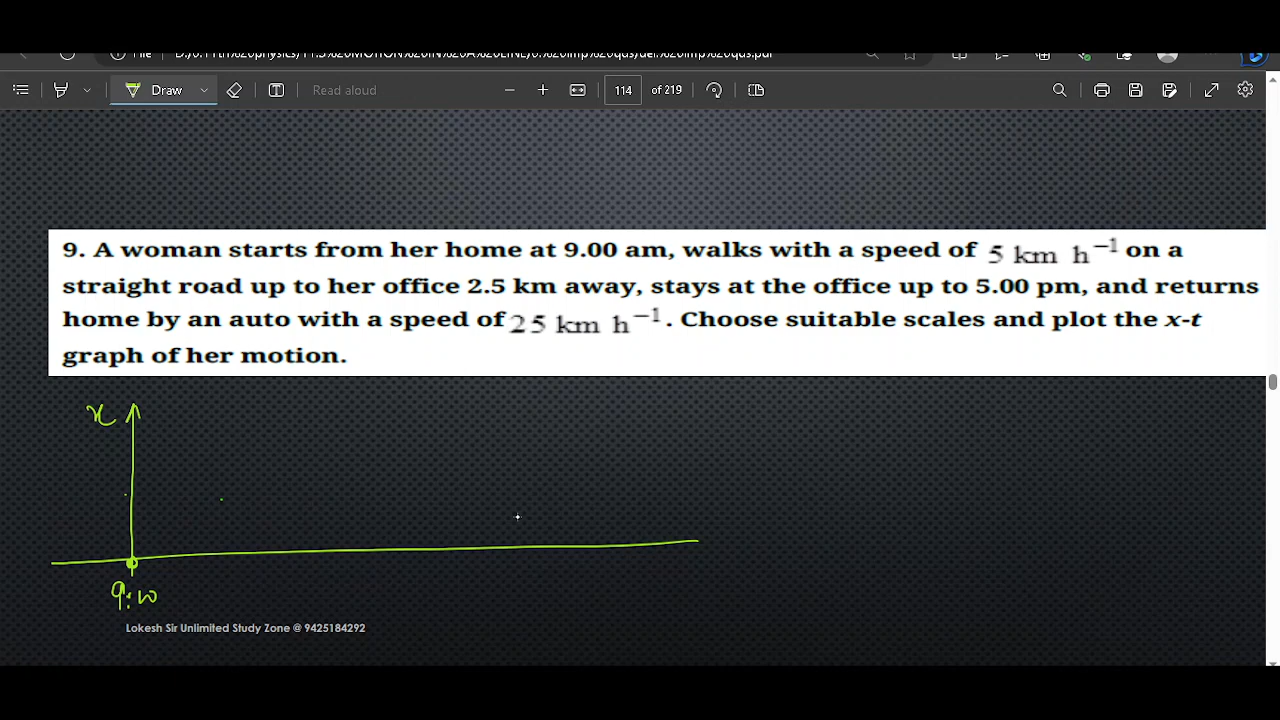 Draw
Read aloud
114 of 219
9. A woman starts from her home at 9.00 am, walks with a speed of 5 km h⁻¹ on a
straight road up to her office 2.5 km away, stays at the office up to 5.00 pm, and returns
home by an auto with a speed of 25 km h⁻¹. Choose suitable scales and plot the x-t
graph of her motion.
x
9:00
Lokesh Sir Unlimited Study Zone @ 9425184292